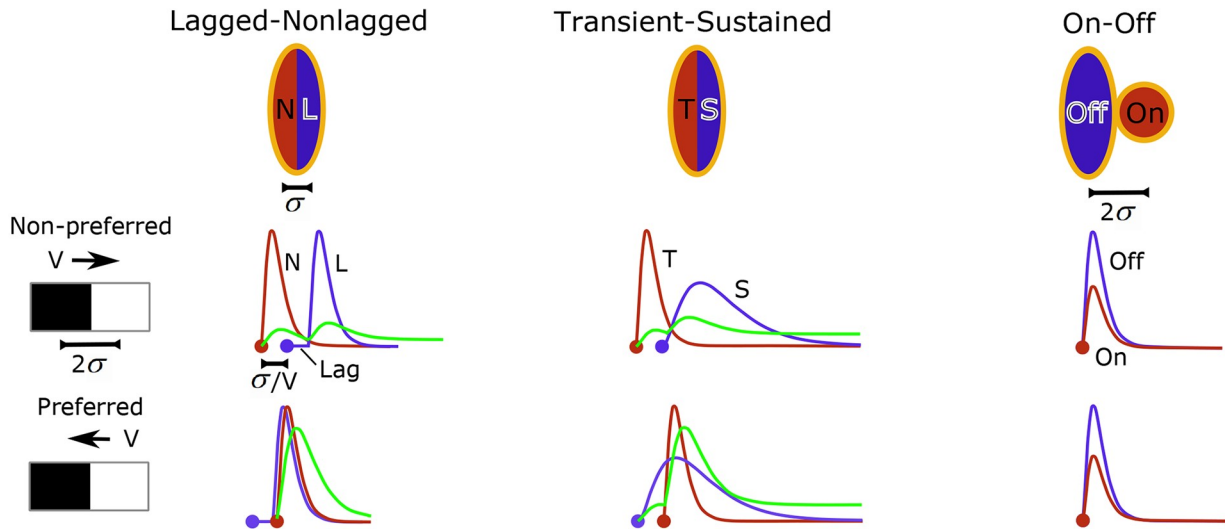 Lagged-Nonlagged
Transient-Sustained
On-Off
N L
T S
Off On
σ
2σ
Non-preferred
V
2σ
N
L
Lag
σ/V
T
S
Off
On
Preferred
V